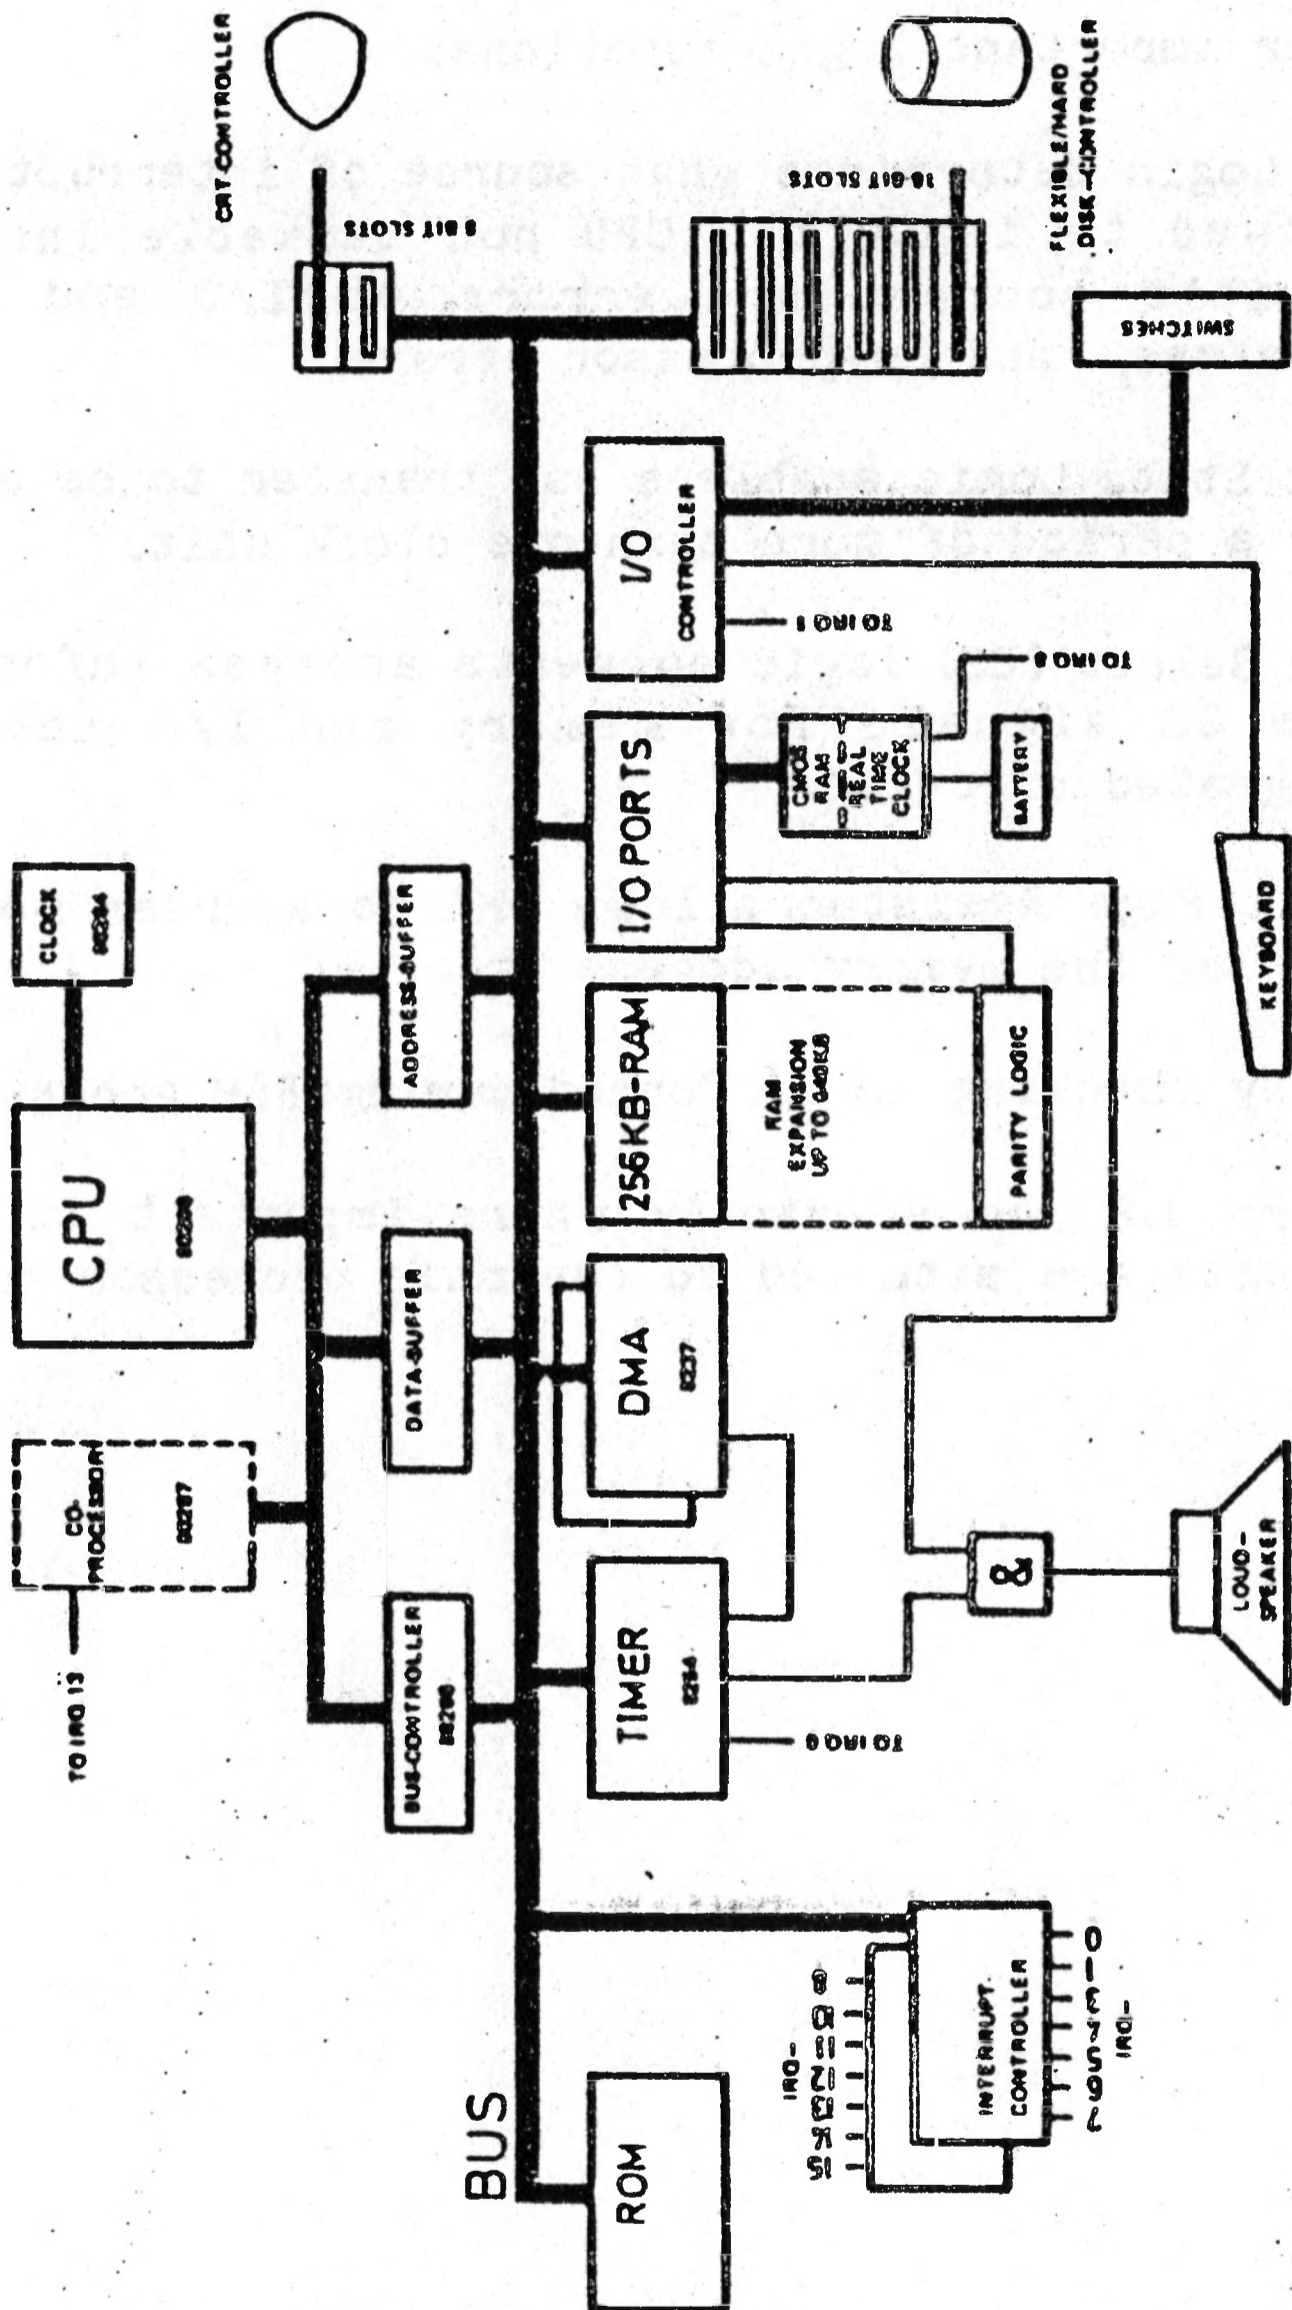 TO IRQ 13
CO-
PROCESSOR
80287
CPU
80286
CLOCK
80284
CRT-CONTROLLER
BUS-CONTROLLER
80288
DATA-BUFFER
ADDRESS-BUFFER
8 BIT SLOTS
BUS
ROM
TIMER
8254
DMA
8237
256KB-RAM
I/O PORTS
I/O
CONTROLLER
TO IRQ 0
RAM
EXPANSION
UP TO 640KB
CMOS
RAM
REAL
TIME
CLOCK
TO IRQ 1
16-BIT SLOTS
IRQ-
INTERRUPT.
CONTROLLER
IRQ-
&
PARITY LOGIC
BATTERY
TO IRQ 8
FLEXIBLE/HARD
DISK-CONTROLLER
SWITCHES
LOUD-
SPEAKER
KEYBOARD